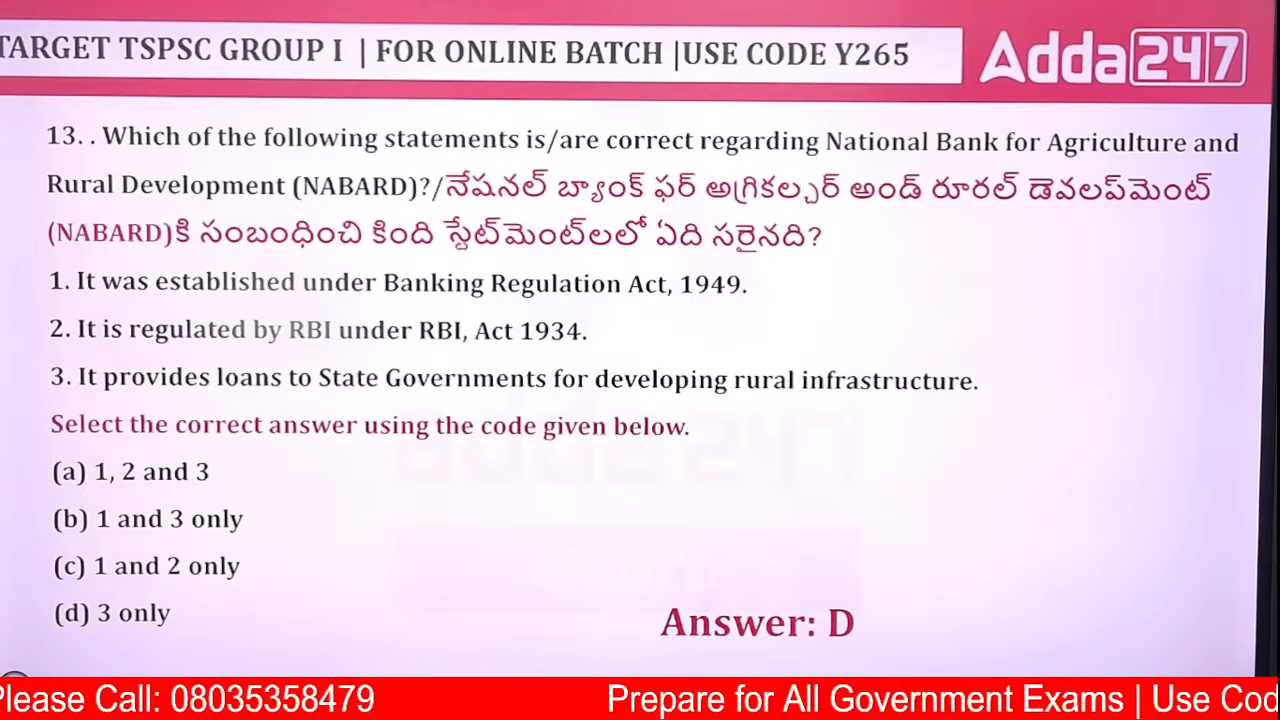 TARGET TSPSC GROUP I | FOR ONLINE BATCH |USE CODE Y265
Adda247
13. . Which of the following statements is/are correct regarding National Bank for Agriculture and
Rural Development (NABARD)?/నేషనల్ బ్యాంక్ ఫర్ అగ్రికల్చర్ అండ్ రూరల్ డెవలప్‌మెంట్
(NABARD)కి సంబంధించి కింది స్టేట్‌మెంట్‌లలో ఏది సరైనది?
1. It was established under Banking Regulation Act, 1949.
2. It is regulated by RBI under RBI, Act 1934.
3. It provides loans to State Governments for developing rural infrastructure.
Select the correct answer using the code given below.
(a) 1, 2 and 3
(b) 1 and 3 only
(c) 1 and 2 only
(d) 3 only
Answer: D
Please Call: 08035358479 Prepare for All Government Exams | Use Cod